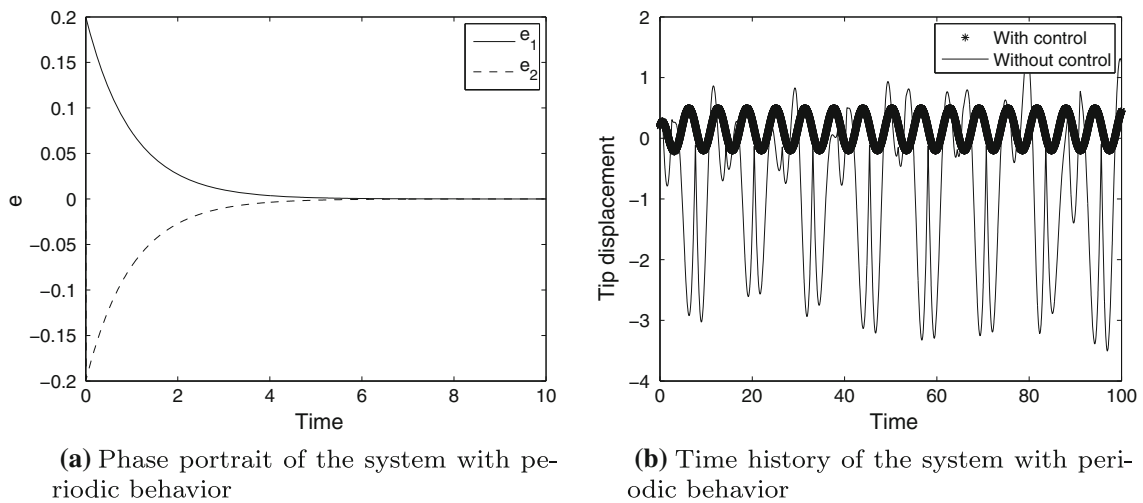 0.2
0.15
0.1
0.05
0
−0.05
−0.1
−0.15
−0.2
e
0 2 4 6 8 10
Time
e1
e2
(a) Phase portrait of the system with pe-
riodic behavior
2
1
0
−1
−2
−3
−4
Tip displacement
0 20 40 60 80 100
Time
With control
Without control
(b) Time history of the system with peri-
odic behavior